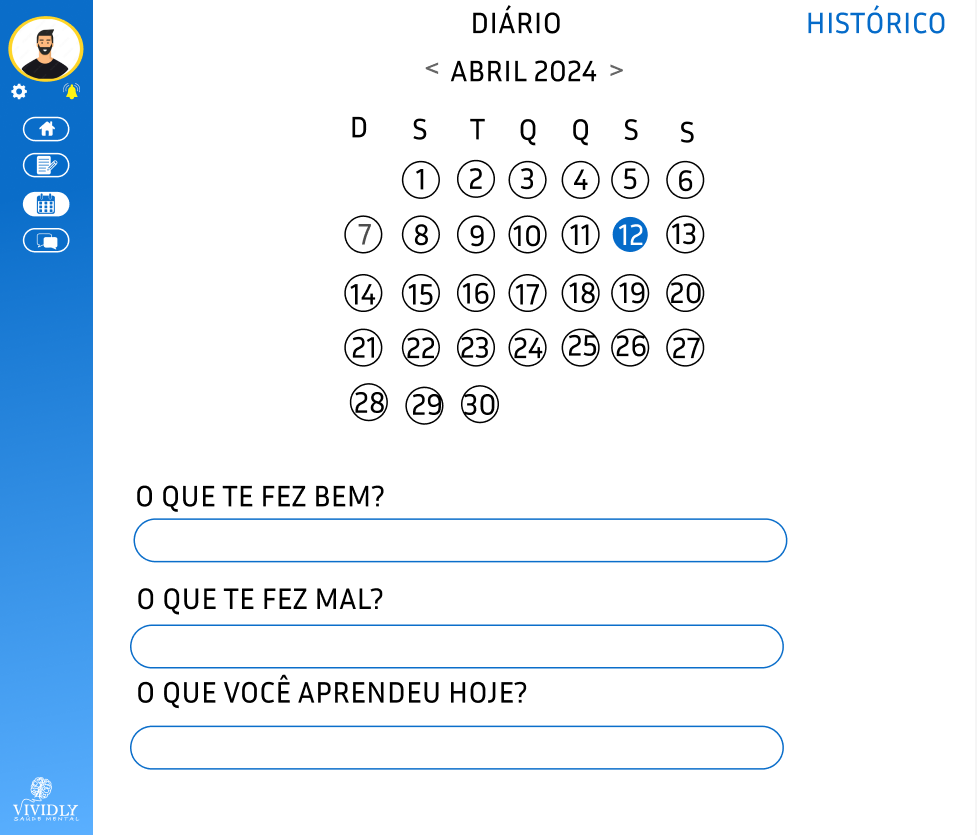 DIÁRIO
HISTÓRICO
< ABRIL 2024 >
D S T Q Q S S
1 2 3 4 5 6
7 8 9 10 11 12 13
14 15 16 17 18 19 20
21 22 23 24 25 26 27
28 29 30
O QUE TE FEZ BEM?
O QUE TE FEZ MAL?
O QUE VOCÊ APRENDEU HOJE?
VIVIDLY
SAÚDE MENTAL